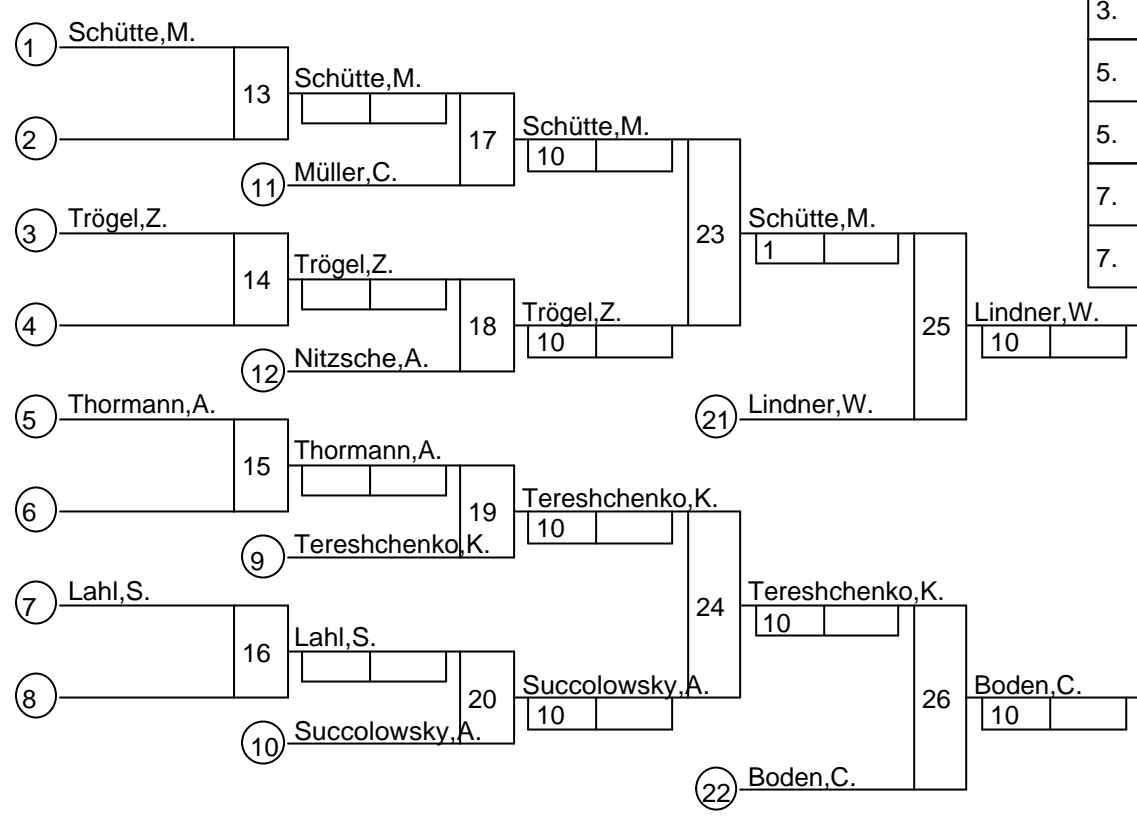 3.
1 Schütte,M.
13 Schütte,M.
5.
2
17 Schütte,M.
10
5.
11 Müller,C.
7.
3 Trögel,Z.
23 Schütte,M.
1
7.
14 Trögel,Z.
4
18 Trögel,Z.
10
25 Lindner,W.
10
12 Nitzsche,A.
5 Thormann,A.
21 Lindner,W.
15 Thormann,A.
6
19 Tereshchenko,K.
10
9 Tereshchenko,K.
7 Lahl,S.
24 Tereshchenko,K.
10
16 Lahl,S.
8
20 Succolowsky,A.
10
26 Boden,C.
10
10 Succolowsky,A.
22 Boden,C.